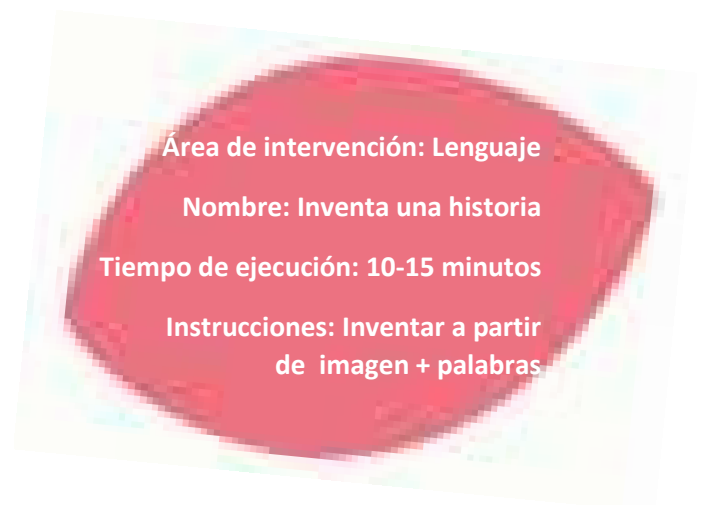 Área de intervención: Lenguaje
Nombre: Inventa una historia
Tiempo de ejecución: 10-15 minutos
Instrucciones: Inventar a partir
de imagen + palabras